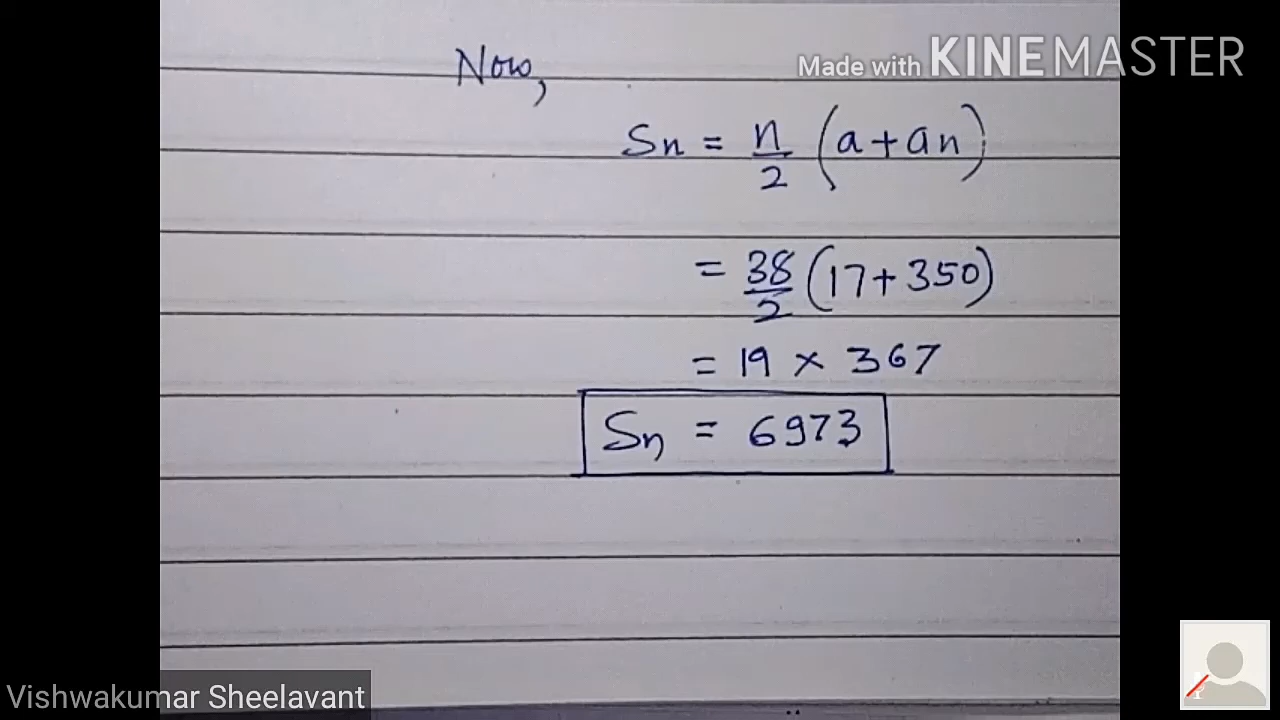 Made with KINEMASTER
Now,
Sn = n/2 (a+an)
= 38/2 (17+350)
= 19 × 367
Sn = 6973
Vishwakumar Sheelavant